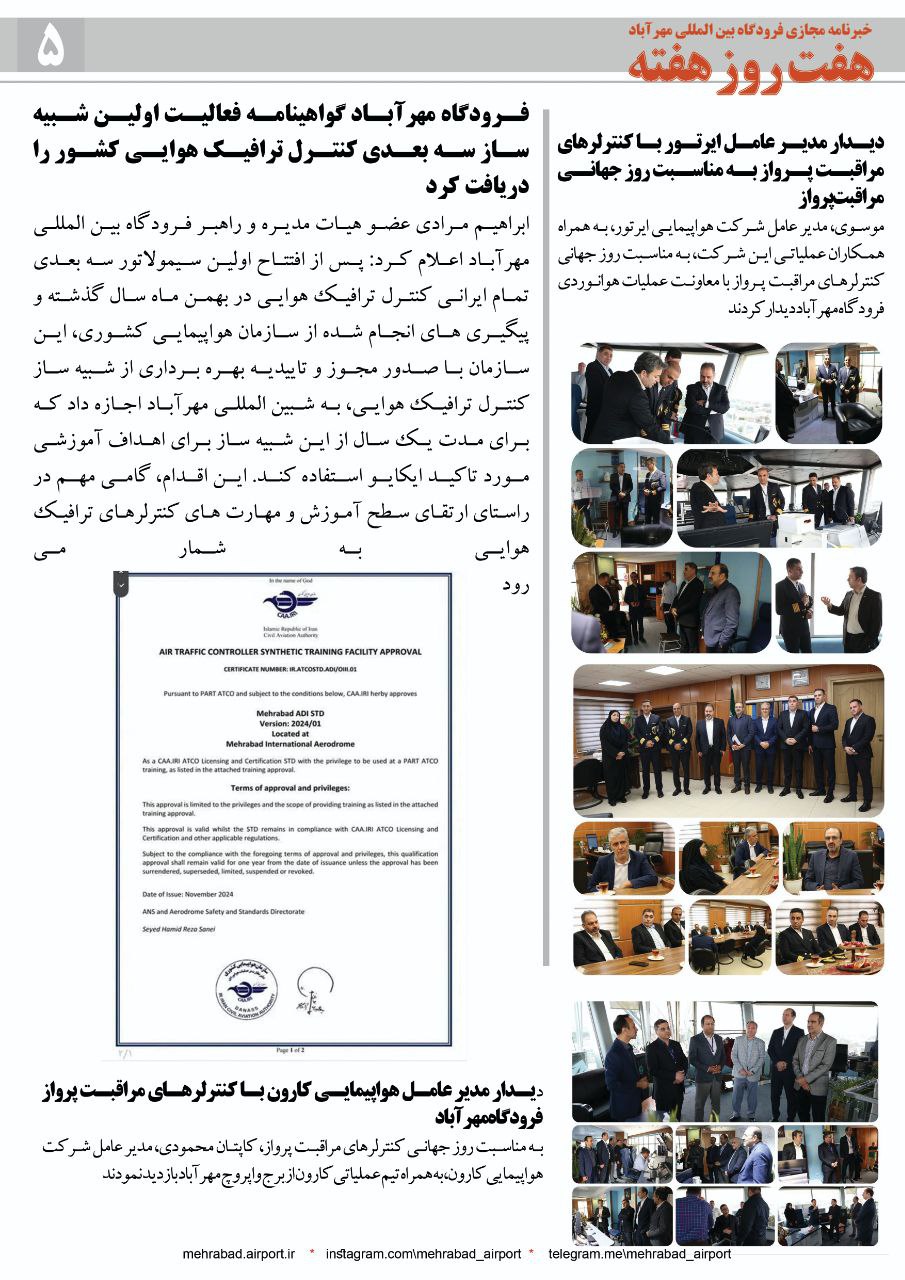 خبرنامه مجازی فرودگاه بین المللی مهرآباد
هفت روز هفته
۵
دیدار مدیر عامل ایرتور با کنترلرهای
مراقبت پرواز به مناسبت روز جهانی
مراقبت‌پرواز
موسوی، مدیر عامل شرکت هواپیمایی ایرتور، به همراه
همکاران عملیاتی این شرکت، به مناسبت روز جهانی
کنترلرهای مراقبت پرواز با معاونت عملیات هوانوردی
فرودگاه مهرآباد دیدار کردند
فرودگاه مهرآباد گواهینامه فعالیت اولین شبیه
ساز سه بعدی کنترل ترافیک هوایی کشور را
دریافت کرد
ابراهیم مرادی عضو هیات مدیره و راهبر فرودگاه بین المللی
مهرآباد اعلام کرد: پس از افتتاح اولین سیمولاتور سه بعدی
تمام ایرانی کنترل ترافیک هوایی در بهمن ماه سال گذشته و
پیگیری های انجام شده از سازمان هواپیمایی کشوری، این
سازمان با صدور مجوز و تاییدیه بهره برداری از شبیه ساز
کنترل ترافیک هوایی، به شبین المللی مهرآباد اجازه داد که
برای مدت یک سال از این شبیه ساز برای اهداف آموزشی
مورد تاکید ایکایو استفاده کند. این اقدام، گامی مهم در
راستای ارتقای سطح آموزش و مهارت های کنترلرهای ترافیک
هوایی به شمار می
رود
In the name of God
CAA.IRI
Islamic Republic of Iran
Civil Aviation Authority
AIR TRAFFIC CONTROLLER SYNTHETIC TRAINING FACILITY APPROVAL
CERTIFICATE NUMBER: IR.ATCOSTD.ADI/OIII.01
Pursuant to PART ATCO and subject to the conditions below, CAA.IRI herby approves
Mehrabad ADI STD
Version: 2024/01
Located at
Mehrabad International Aerodrome
As a CAA.IRI ATCO Licensing and Certification STD with the privilege to be used at a PART ATCO
training, as listed in the attached training approval.
Terms of approval and privileges:
This approval is limited to the privileges and the scope of providing training as listed in the attached
training approval.
This approval is valid whilst the STD remains in compliance with CAA.IRI ATCO Licensing and
Certification and other applicable regulations.
Subject to the compliance with the foregoing terms of approval and privileges, this qualification
approval shall remain valid for one year from the date of issuance unless the approval has been
surrendered, superseded, limited, suspended or revoked.
Date of Issue: November 2024
ANS and Aerodrome Safety and Standards Directorate
Seyed Hamid Reza Sanei
سازمان هواپیمایی کشوری
CAA.IRI
DANASS
Page 1 of 2
۲/۱
دیدار مدیر عامل هواپیمایی کارون با کنترلرهای مراقبت پرواز
فرودگاه مهرآباد
به مناسبت روز جهانی کنترلرهای مراقبت پرواز، کاپتان محمودی، مدیر عامل شرکت
هواپیمایی کارون، به همراه تیم عملیاتی کارون از برج و اپروچ مهرآباد بازدید نمودند
mehrabad.airport.ir * instagram.com\mehrabad_airport * telegram.me\mehrabad_airport